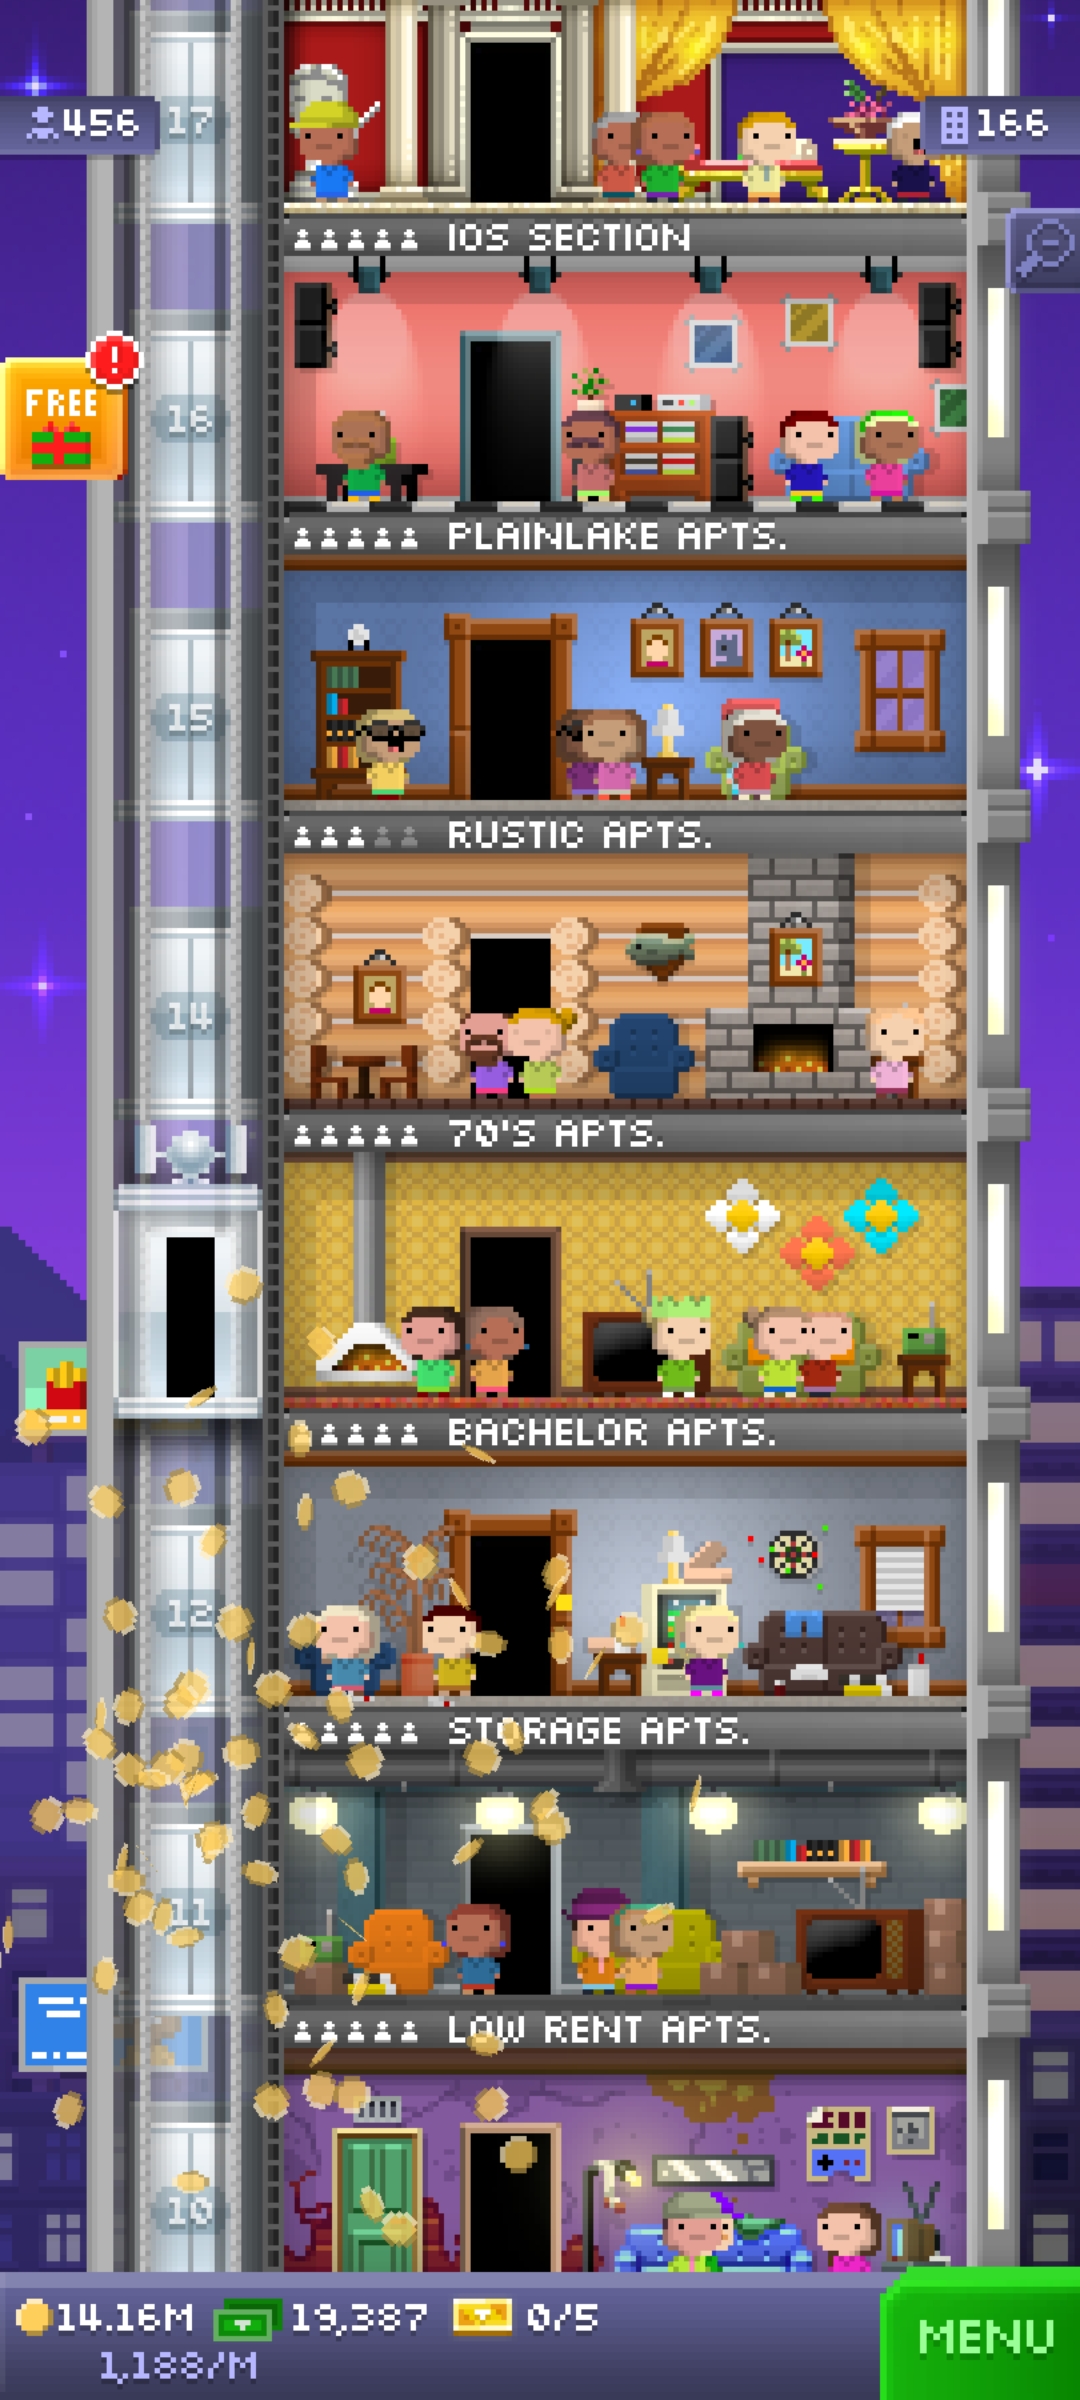 17
456
166
IOS SECTION
FREE
!
16
PLAINLAKE APTS.
15
RUSTIC APTS.
14
70'S APTS.
BACHELOR APTS.
12
STORAGE APTS.
11
LOW RENT APTS.
10
14.16M 19,387 0/5
1,188/M
MENU